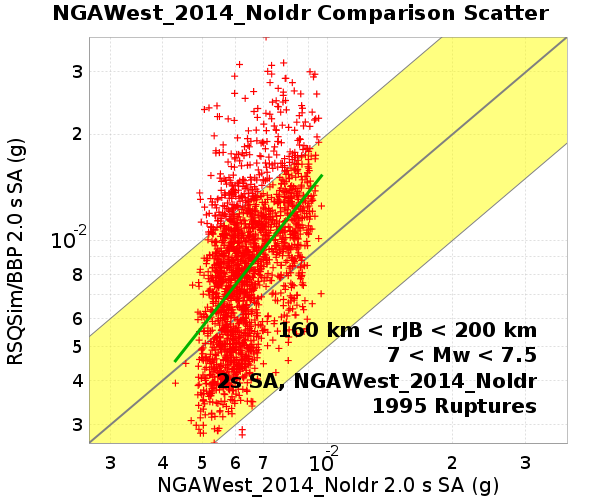 NGAWest_2014_NoIdr Comparison Scatter
RSQSim/BBP 2.0 s SA (g)
3
2
10-2
8
6
5
4
3
160 km < rJB < 200 km
7 < Mw < 7.5
2s SA, NGAWest_2014_NoIdr
1995 Ruptures
3 4 5 6 7 10-2 2 3
NGAWest_2014_NoIdr 2.0 s SA (g)